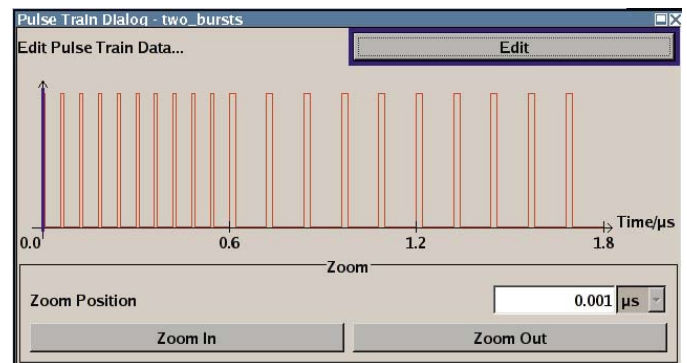 Pulse Train Dialog - two_bursts
Edit Pulse Train Data... Edit
Time/µs
0.0 0.6 1.2 1.8
Zoom
Zoom Position 0.001 µs
Zoom In Zoom Out